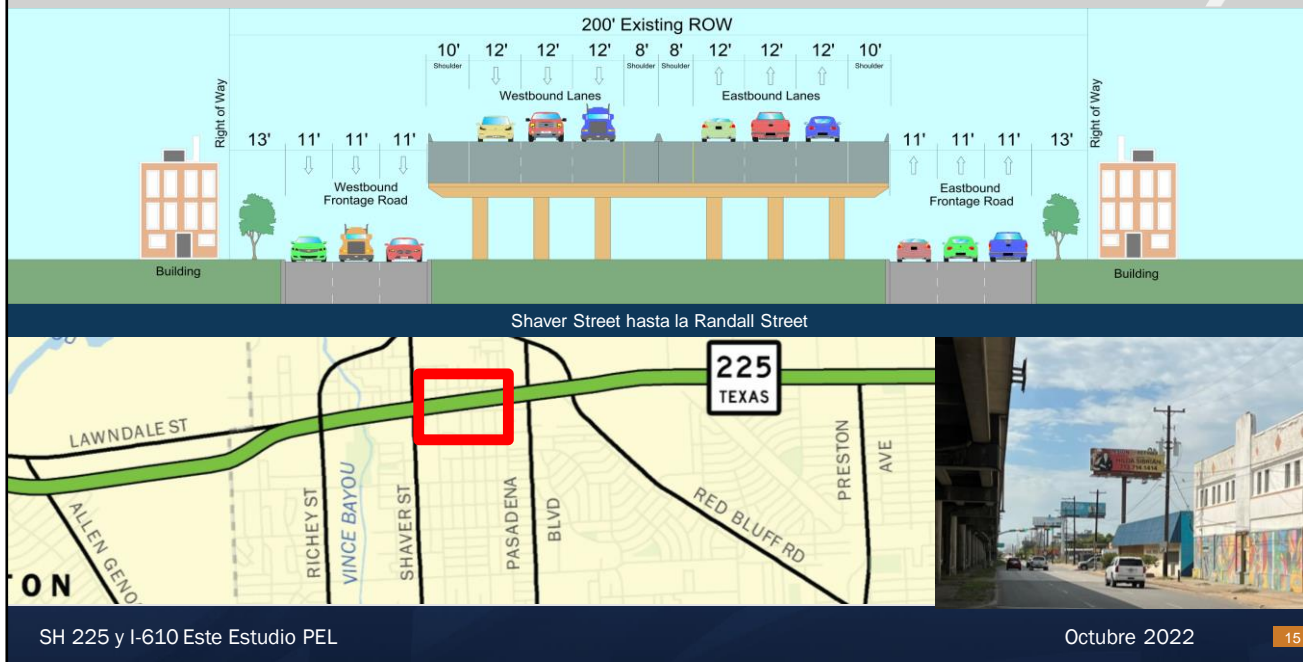 200' Existing ROW
10' 12' 12' 12' 8' 8' 12' 12' 12' 10'
Shoulder Shoulder Shoulder Shoulder
Westbound Lanes Eastbound Lanes
Right of Way
Right of Way
13' 11' 11' 11' 11' 11' 11' 13'
Westbound
Frontage Road
Eastbound
Frontage Road
Building Building
Shaver Street hasta la Randall Street
225
TEXAS
LAWNDALE ST
ALLEN GENO
RICHEY ST
VINCE BAYOU
SHAVER ST
PASADENA
BLVD
RED BLUFF RD
PRESTON
AVE
ON
SH 225 y I-610 Este Estudio PEL Octubre 2022 15